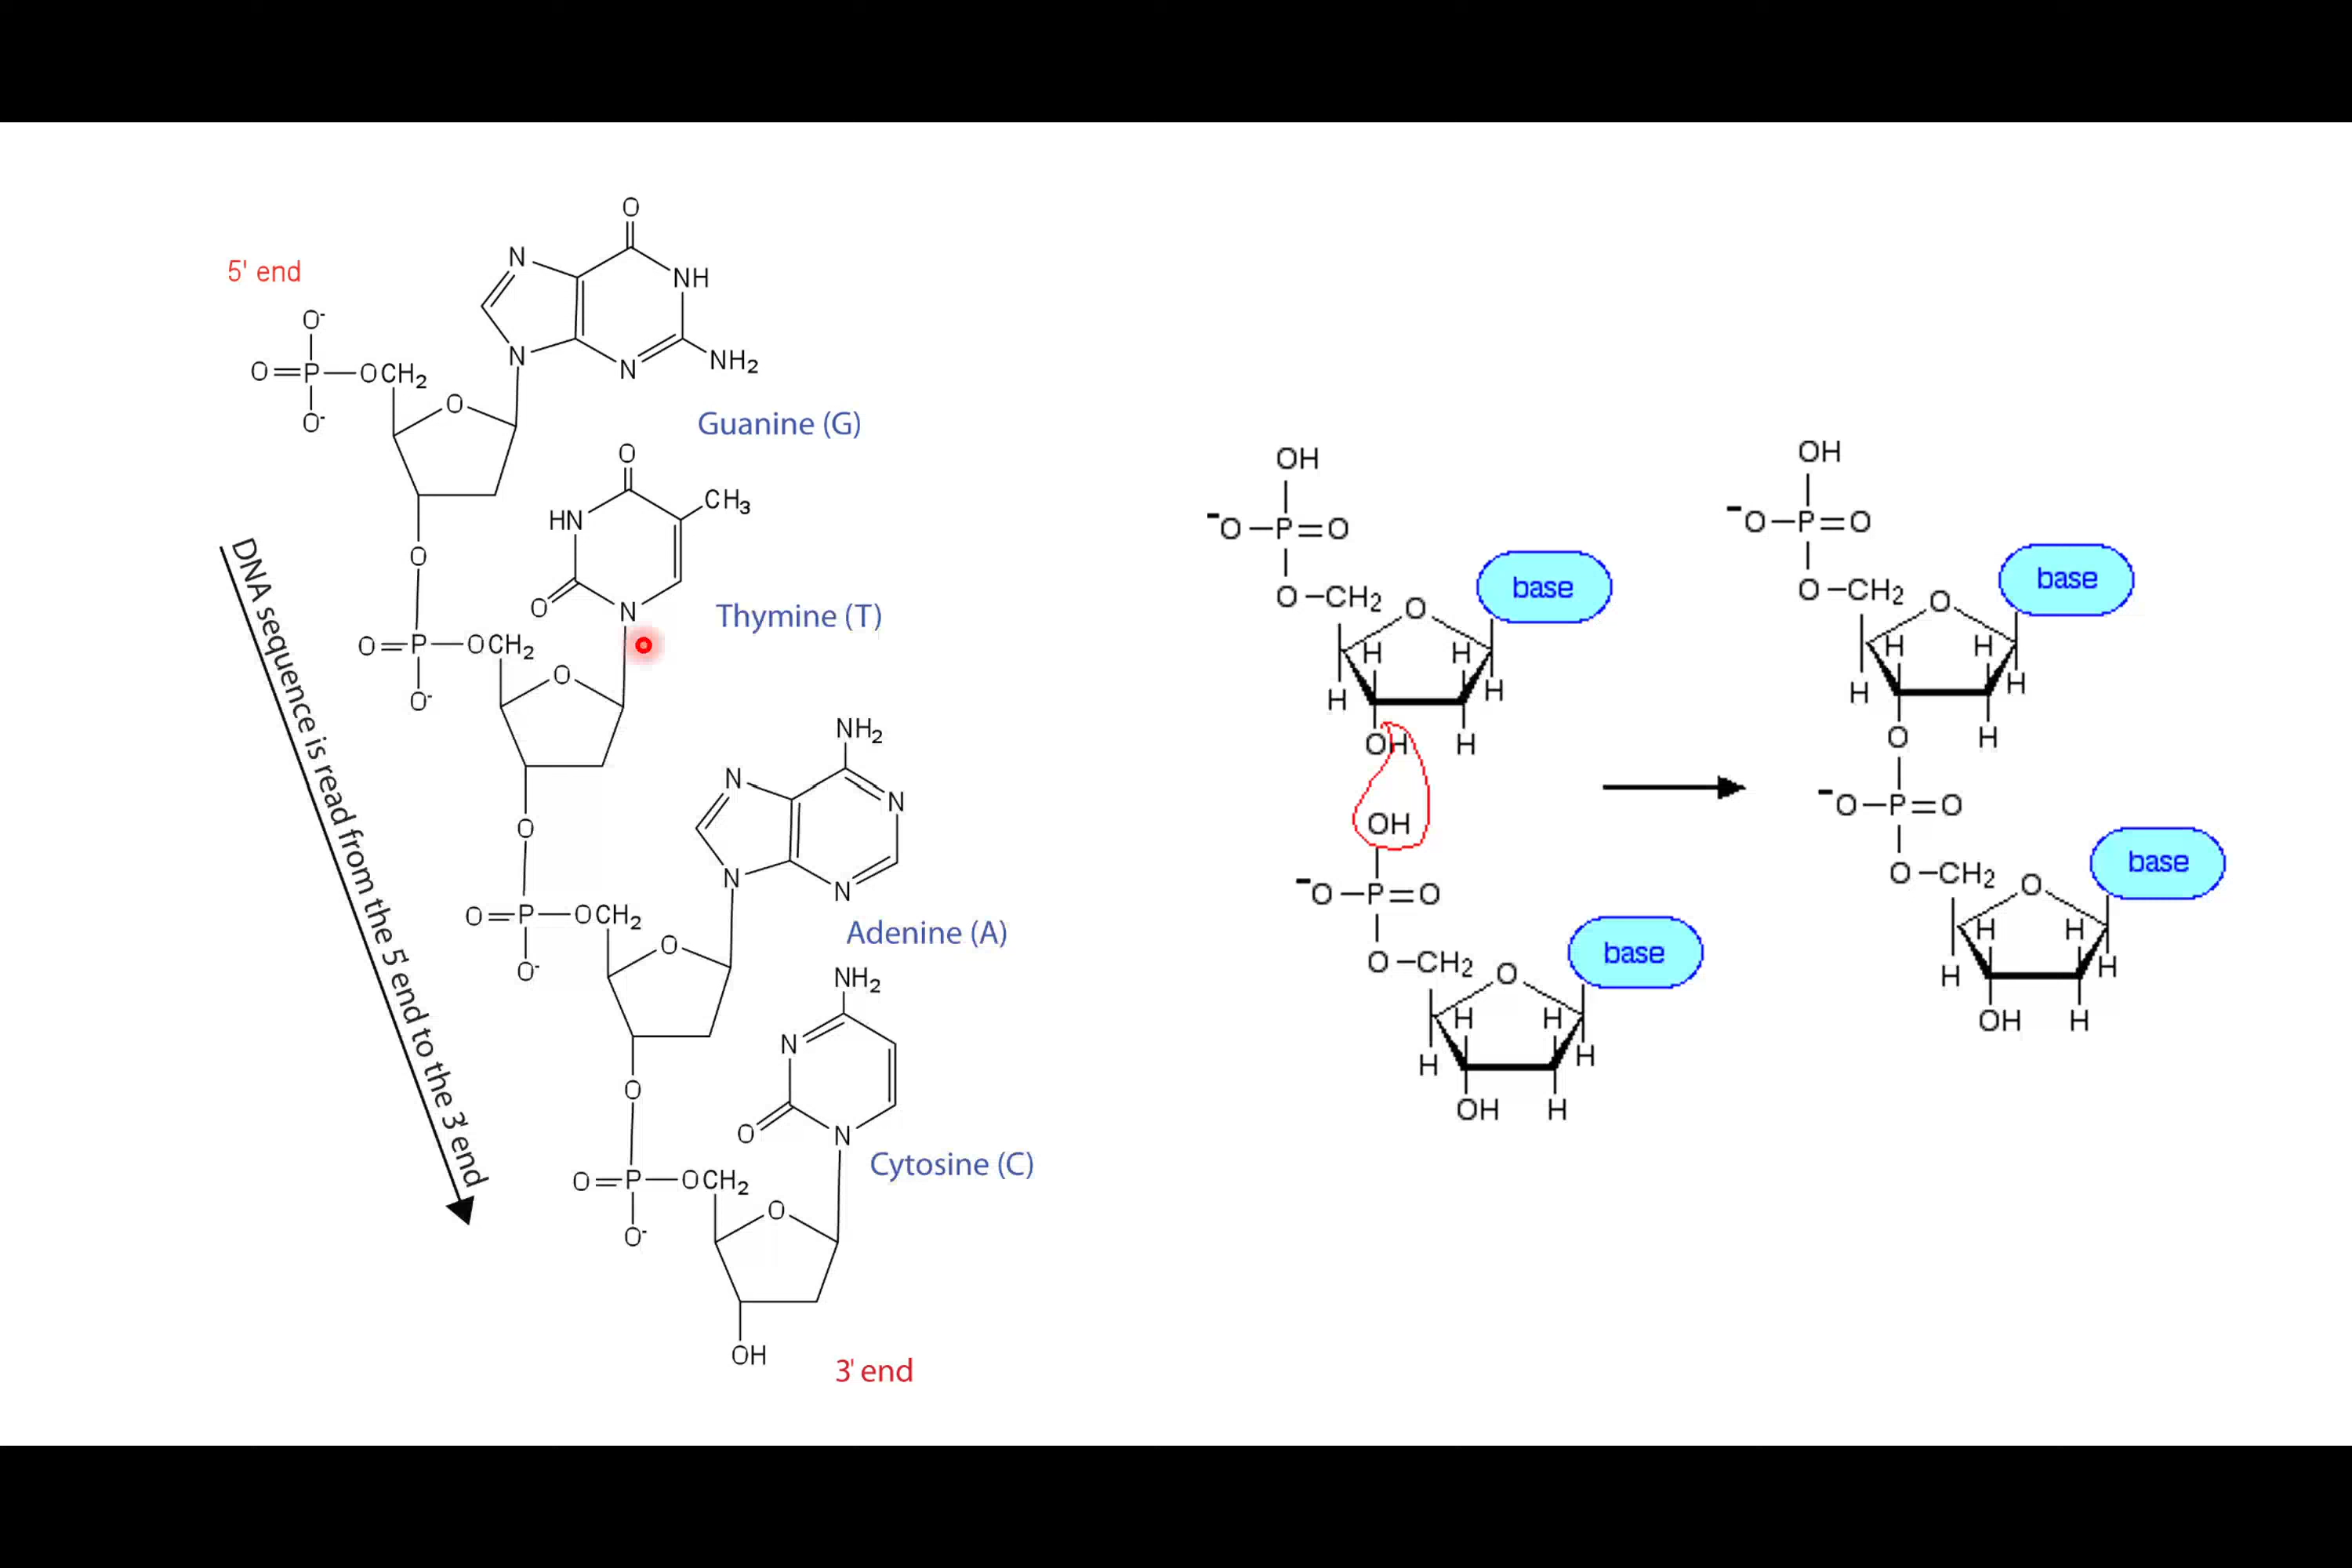 5' end
O
N
NH
N
N
NH₂
O⁻
O=P—OCH₂
O⁻
O
Guanine (G)
O
O
CH₃
HN
O
N
Thymine (T)
O=P—OCH₂
O⁻
O
O
NH₂
N
N
N
N
Adenine (A)
O=P—OCH₂
O⁻
O
O
NH₂
N
O
N
Cytosine (C)
O=P—OCH₂
O⁻
O
OH
3' end
DNA sequence is read from the 5' end to the 3' end
OH
⁻O—P=O
O—CH₂
O
base
H
H
H
H
OH
H
OH
⁻O—P=O
O—CH₂
O
base
H
H
H
H
OH
H
OH
⁻O—P=O
O—CH₂
O
base
H
H
H
H
O
H
⁻O—P=O
O—CH₂
O
base
H
H
H
H
OH
H